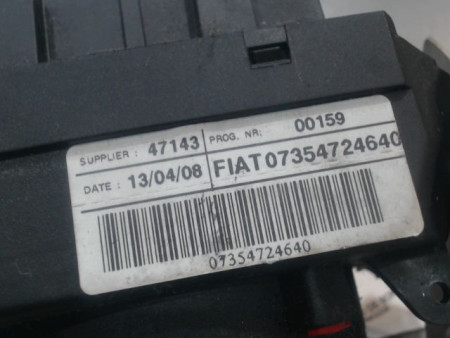 SUPPLIER : 47143 PROG. NR: 00159
DATE : 13/04/08 FIAT07354724640
07354724640